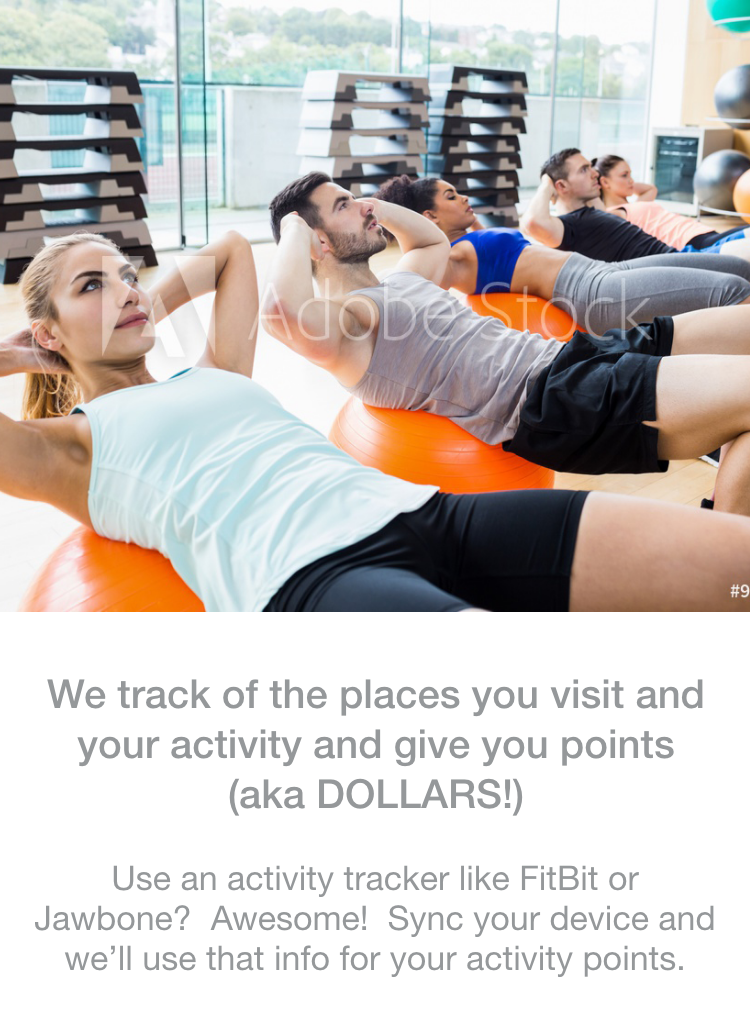 Adobe Stock
#9
We track of the places you visit and
your activity and give you points
(aka DOLLARS!)
Use an activity tracker like FitBit or
Jawbone?  Awesome!  Sync your device and
we’ll use that info for your activity points.